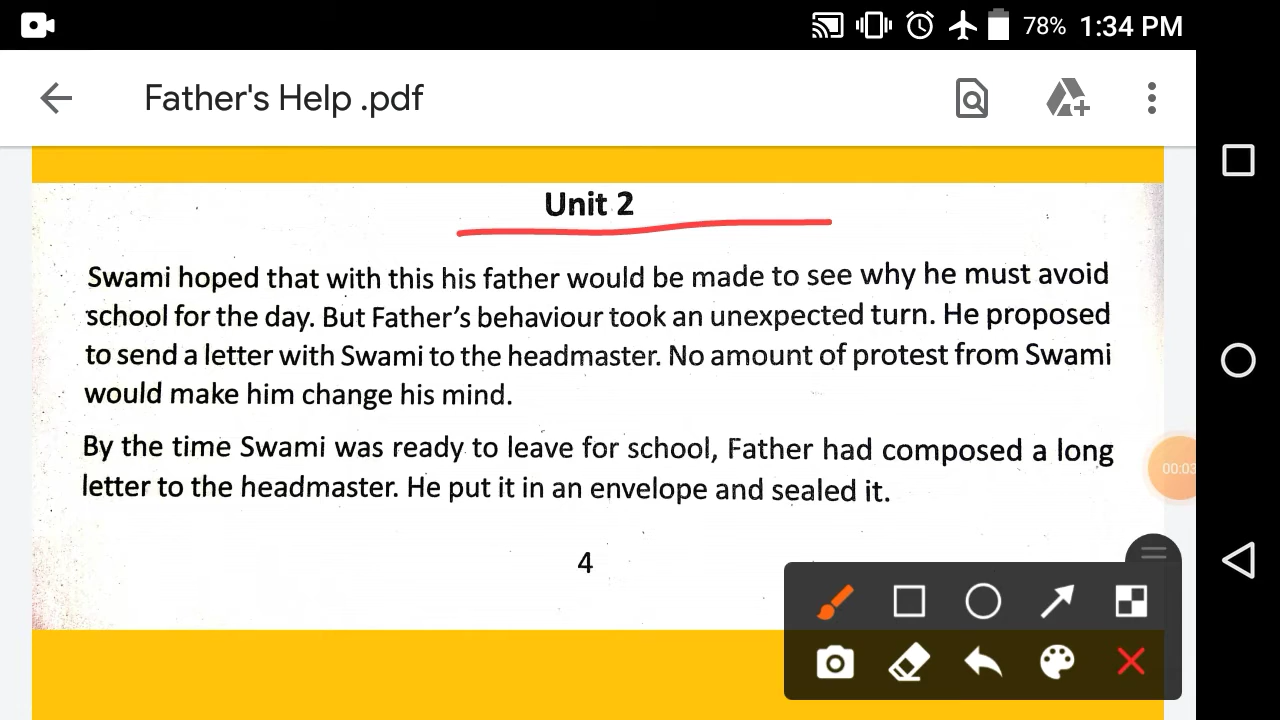 78% 1:34 PM
Father's Help .pdf
Unit 2
Swami hoped that with this his father would be made to see why he must avoid
school for the day. But Father's behaviour took an unexpected turn. He proposed
to send a letter with Swami to the headmaster. No amount of protest from Swami
would make him change his mind.
By the time Swami was ready to leave for school, Father had composed a long
letter to the headmaster. He put it in an envelope and sealed it.
00:03
4